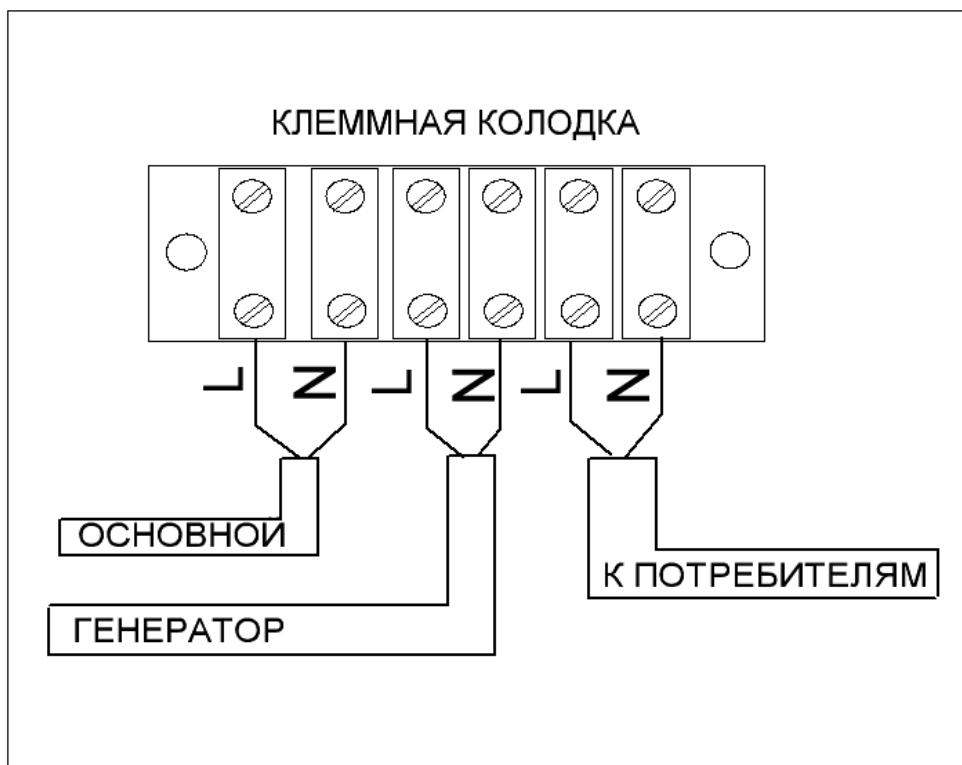 КЛЕММНАЯ КОЛОДКА
L N L N L N
ОСНОВНОЙ
К ПОТРЕБИТЕЛЯМ
ГЕНЕРАТОР